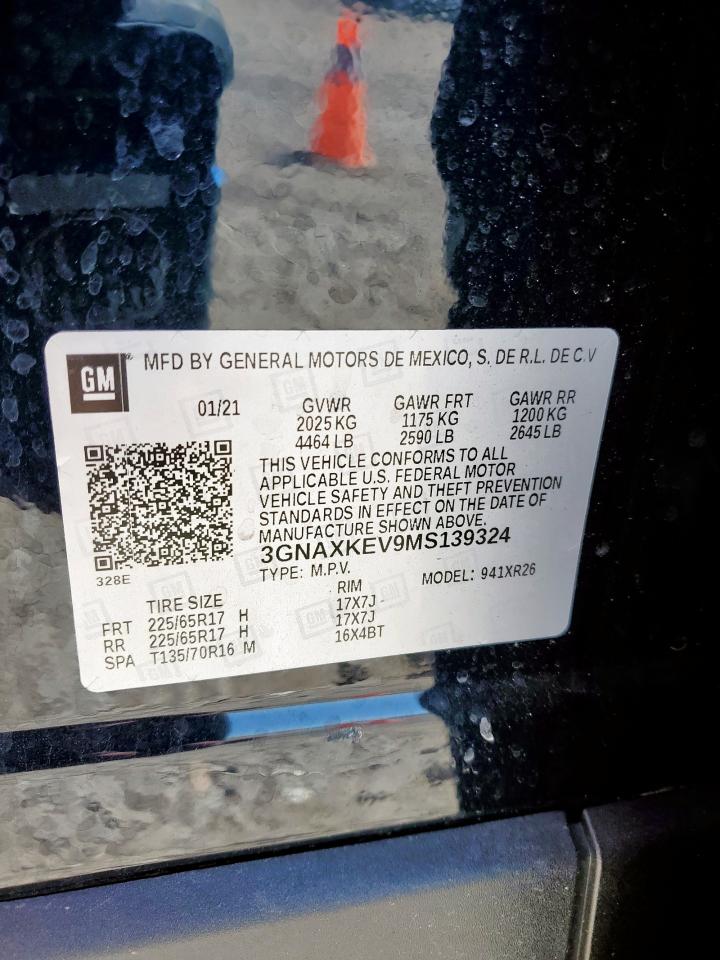 GM MFD BY GENERAL MOTORS DE MEXICO, S. DE R.L. DE C.V
01/21 GVWR GAWR FRT GAWR RR
2025 KG 1175 KG 1200 KG
4464 LB 2590 LB 2645 LB
THIS VEHICLE CONFORMS TO ALL
APPLICABLE U.S. FEDERAL MOTOR
VEHICLE SAFETY AND THEFT PREVENTION
STANDARDS IN EFFECT ON THE DATE OF
MANUFACTURE SHOWN ABOVE.
3GNAXKEV9MS139324
328E TYPE: M.P.V. MODEL: 941XR26
TIRE SIZE RIM
FRT 225/65R17 H 17X7J
RR 225/65R17 H 17X7J
SPA T135/70R16 M 16X4BT